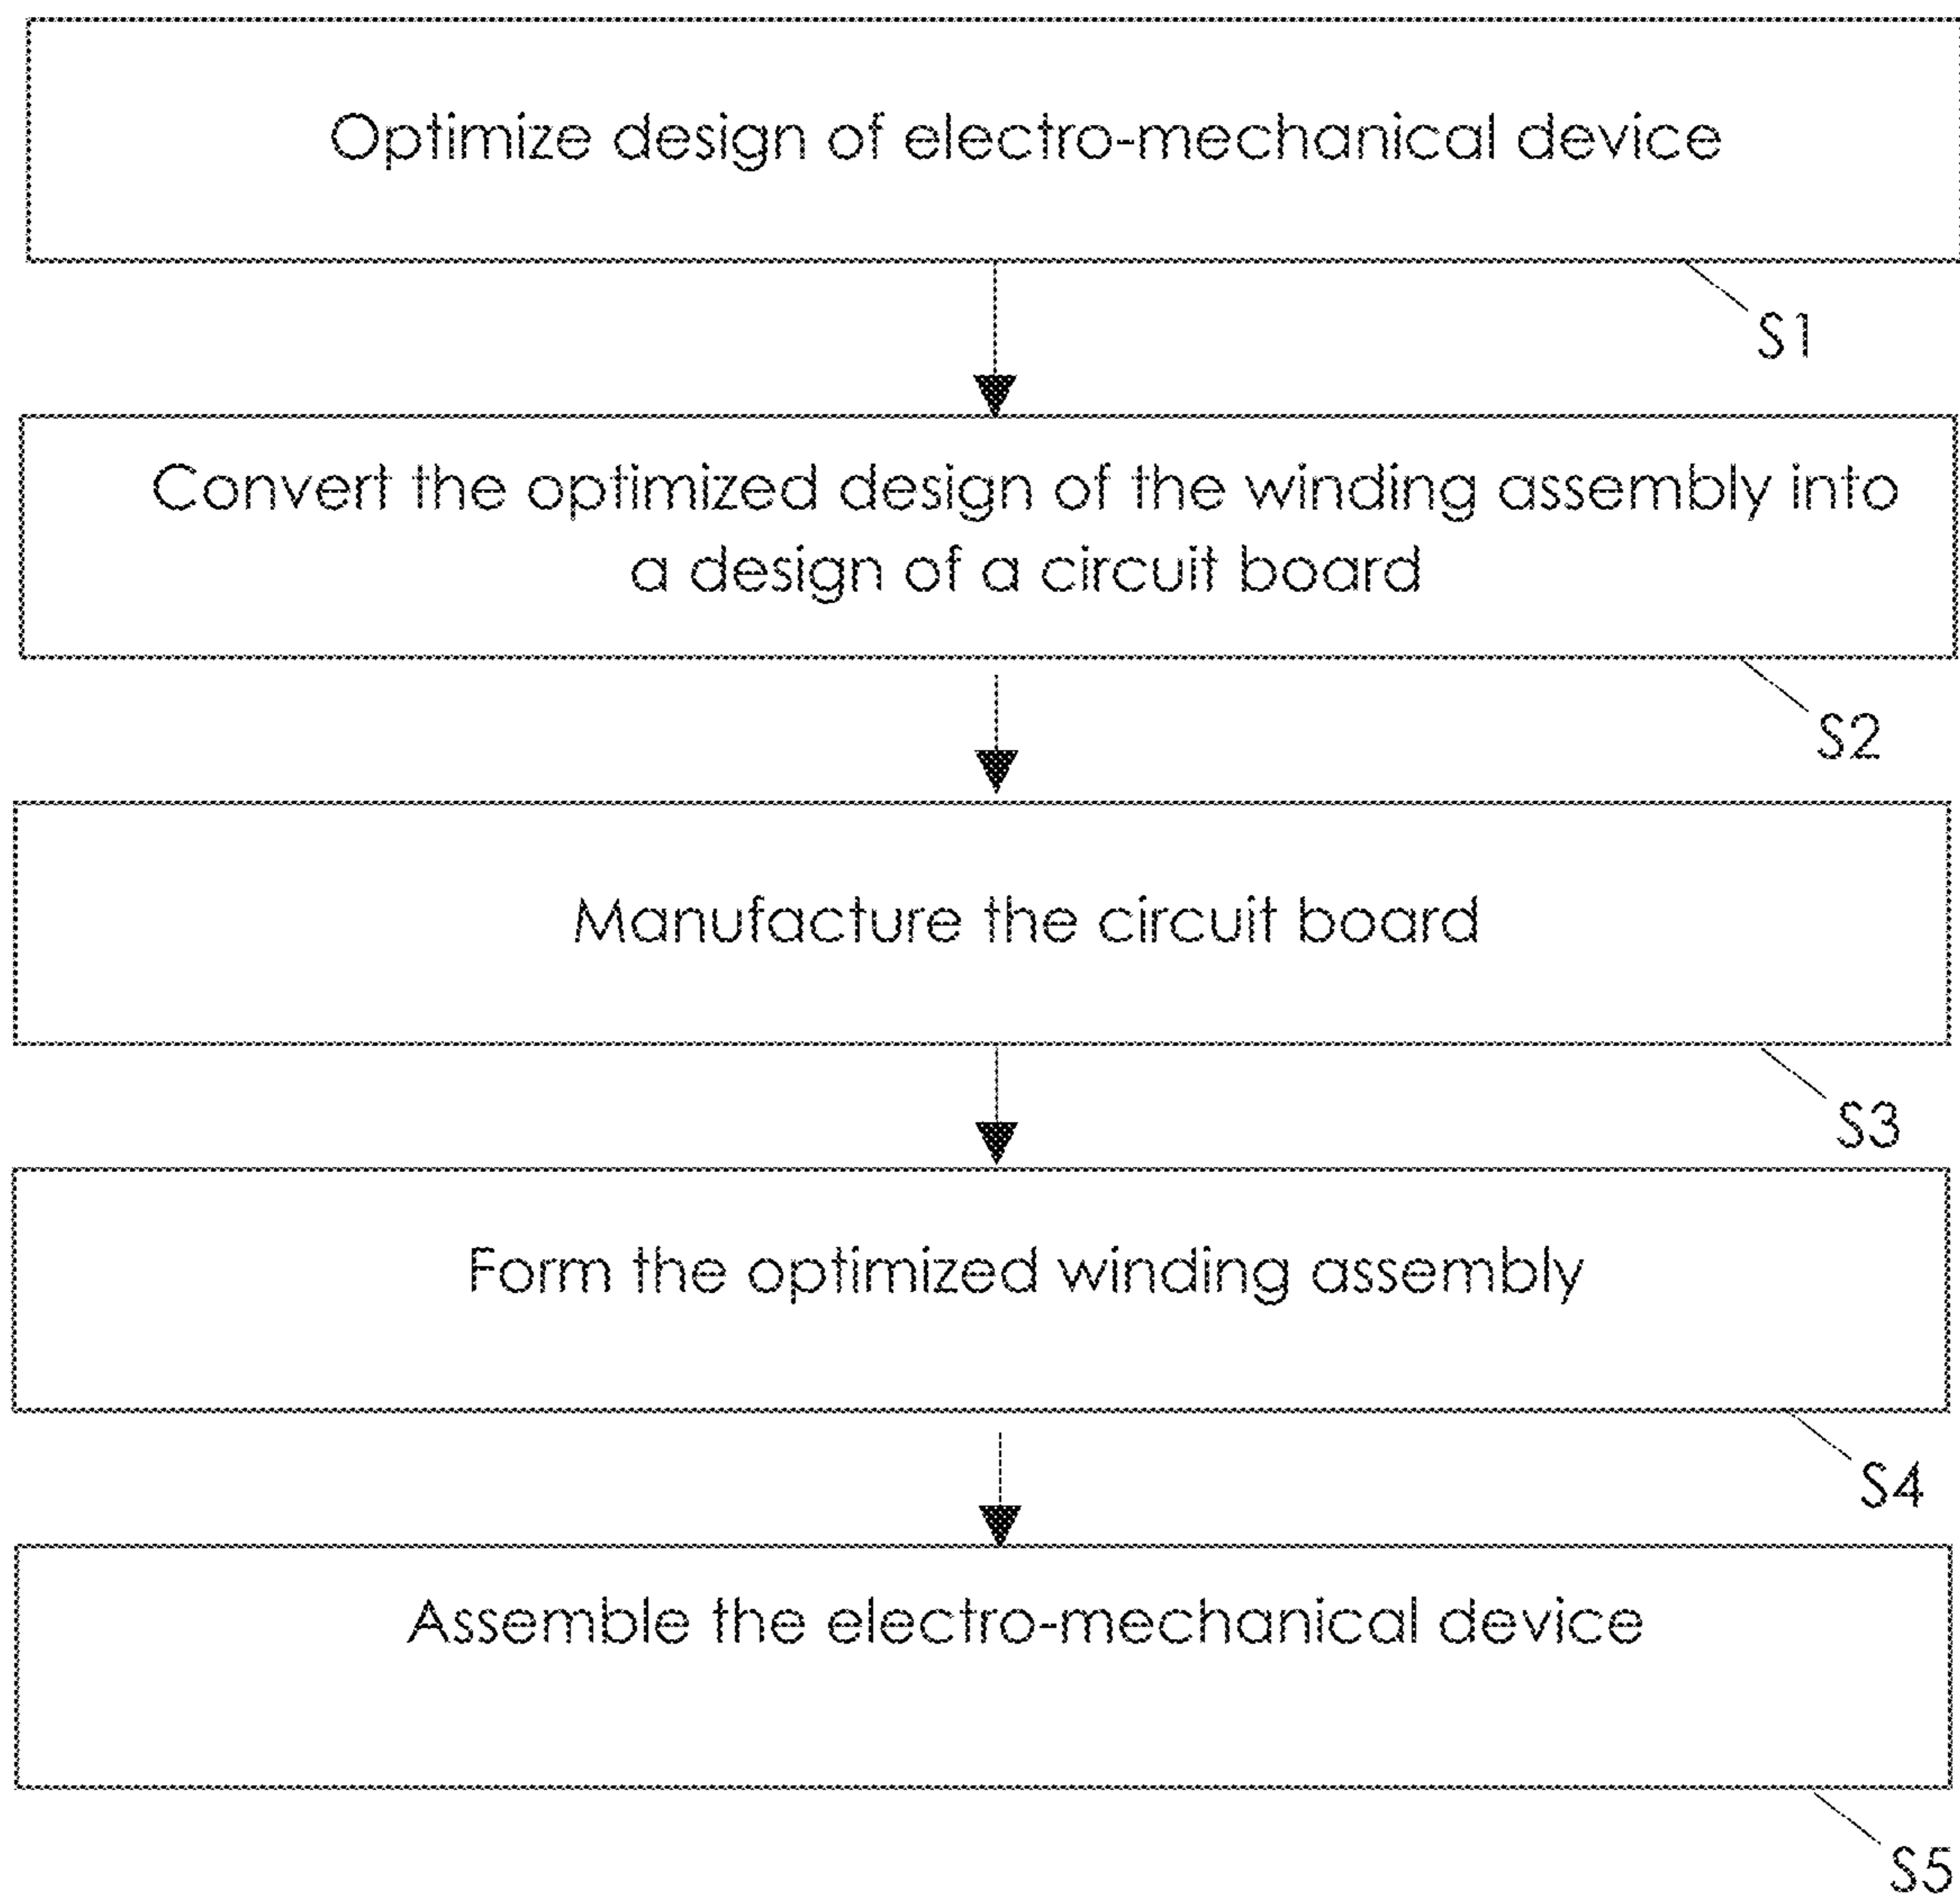 Optimize design of electro-mechanical device
S1
Convert the optimized design of the winding assembly into
a design of a circuit board
S2
Manufacture the circuit board
S3
Form the optimized winding assembly
S4
Assemble the electro-mechanical device
S5